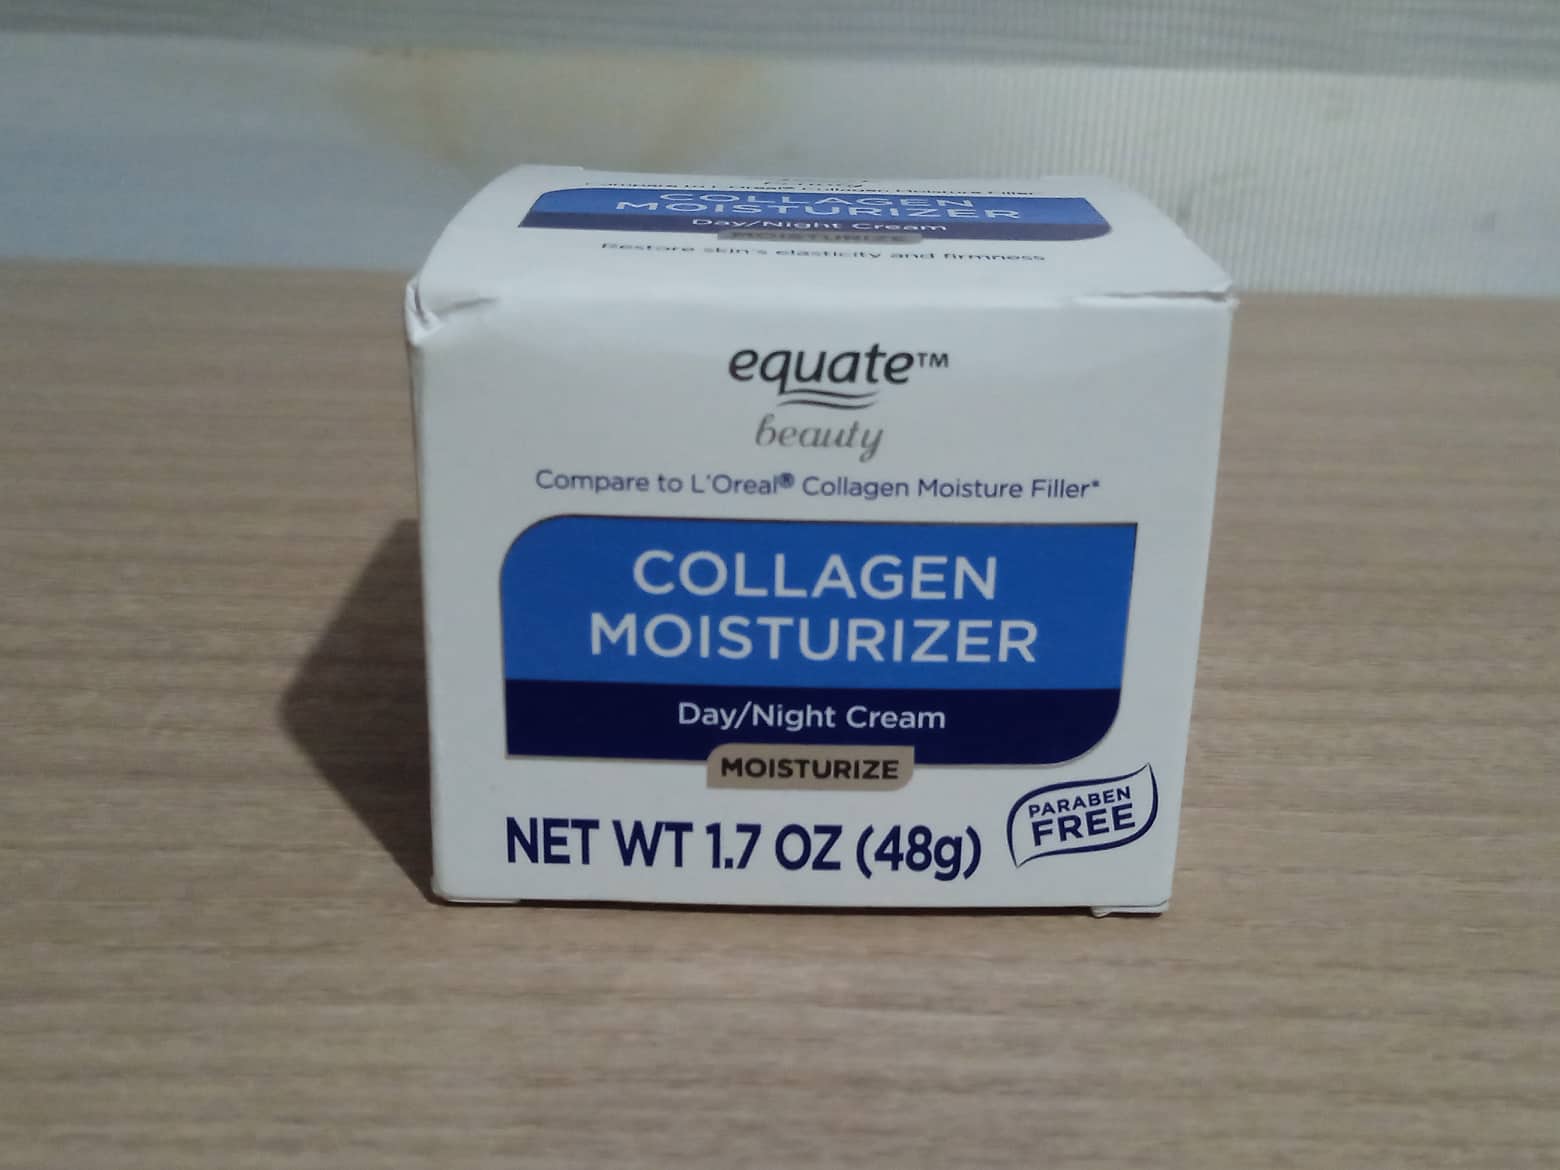 COLLAGEN
MOISTURIZER
Day/Night Cream
MOISTURIZE
Restore skin's elasticity and firmness
equate™
beauty
Compare to L'Oreal® Collagen Moisture Filler*
COLLAGEN
MOISTURIZER
Day/Night Cream
MOISTURIZE
NET WT 1.7 OZ (48g)
PARABEN
FREE